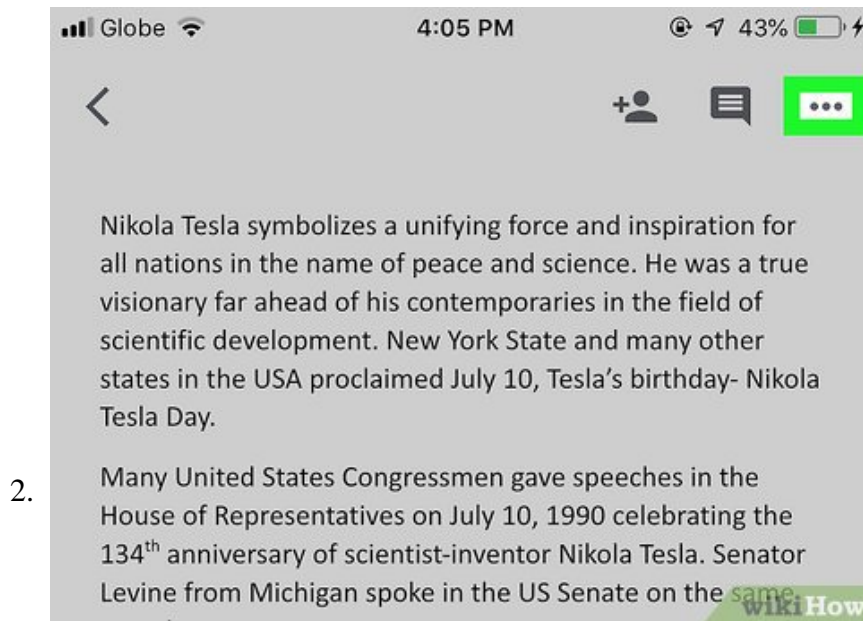 Globe 4:05 PM 43%
Nikola Tesla symbolizes a unifying force and inspiration for
all nations in the name of peace and science. He was a true
visionary far ahead of his contemporaries in the field of
scientific development. New York State and many other
states in the USA proclaimed July 10, Tesla’s birthday- Nikola
Tesla Day.
2.
Many United States Congressmen gave speeches in the
House of Representatives on July 10, 1990 celebrating the
134th anniversary of scientist-inventor Nikola Tesla. Senator
Levine from Michigan spoke in the US Senate on the same
wikiHow